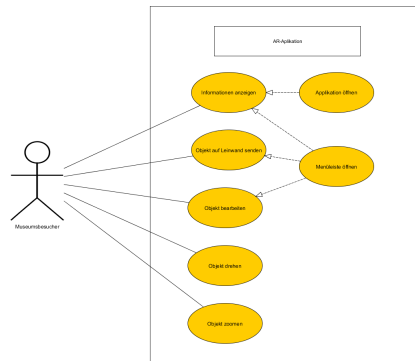 AR-Aplikation
Informationen anzeigen
Applikation öffnen
Objekt auf Leinwand senden
Menüleiste öffnen
Objekt bearbeiten
Museumsbesucher
Objekt drehen
Objekt zoomen